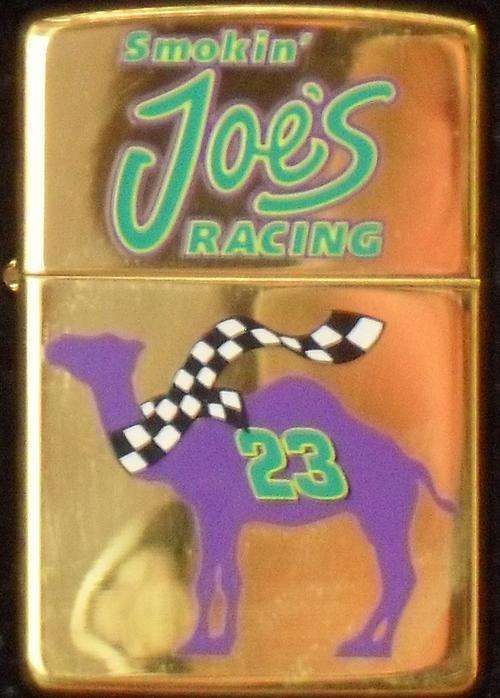 Smokin'
Joe's
RACING
23